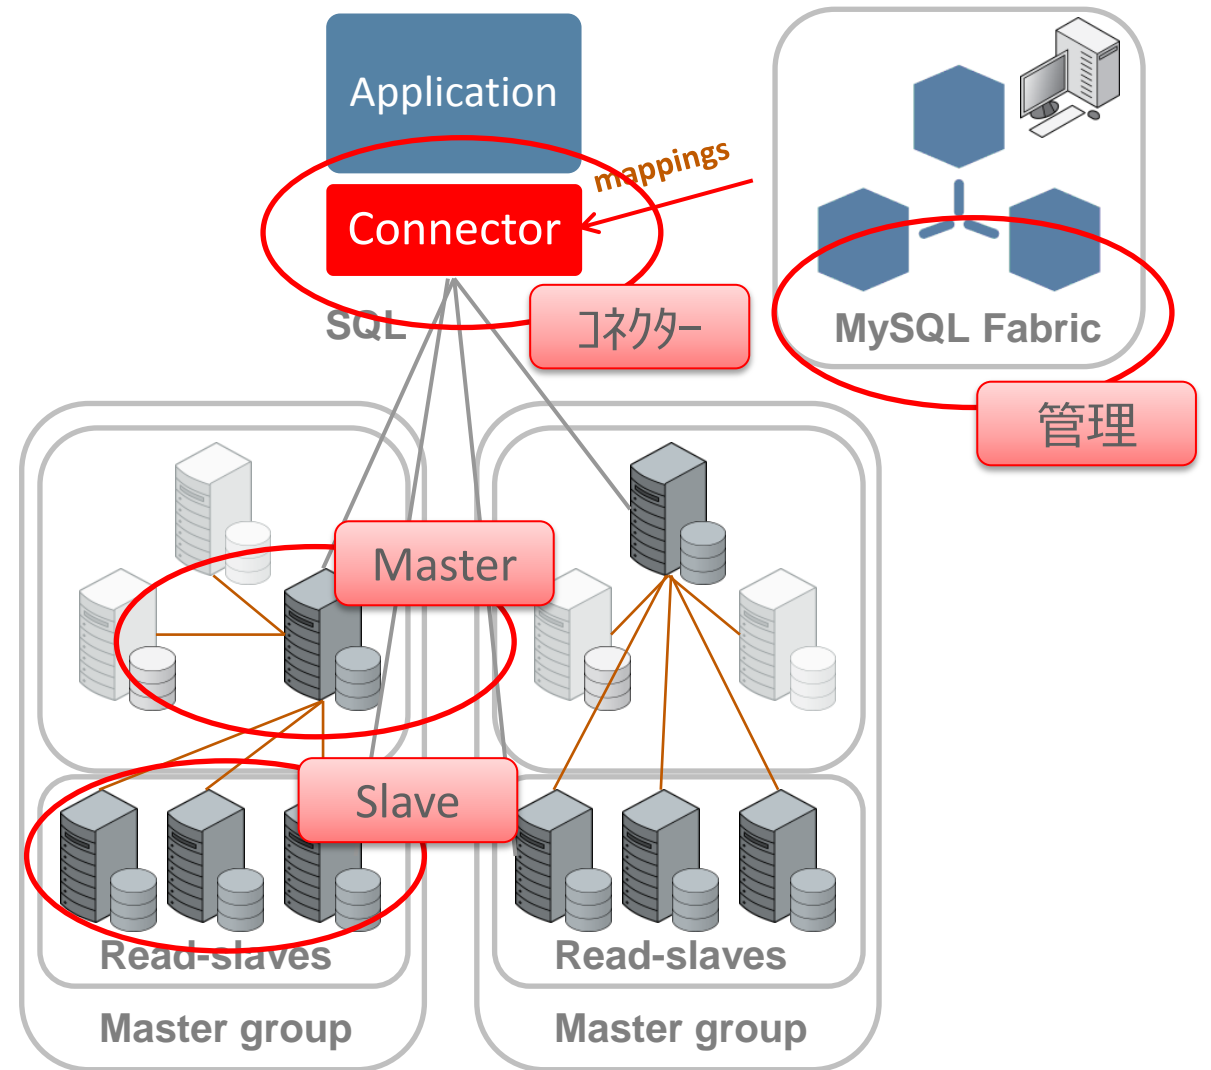 Application
mappings
Connector
SQL
コネクター
MySQL Fabric
管理
Master
Slave
Read-slaves
Read-slaves
Master group
Master group